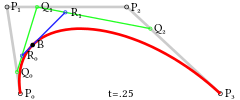 P₁
Q₁
R₁
P₂
Q₂
B
R₀
Q₀
P₀
t=.25
P₃